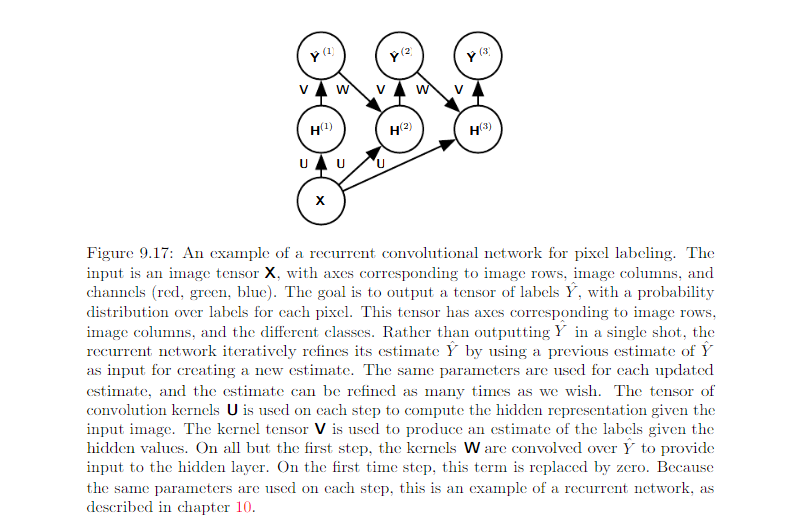 Ŷ(1) Ŷ(2) Ŷ(3)
V W V W V
H(1) H(2) H(3)
U U U
X
Figure 9.17: An example of a recurrent convolutional network for pixel labeling. The
input is an image tensor X, with axes corresponding to image rows, image columns, and
channels (red, green, blue). The goal is to output a tensor of labels Ŷ, with a probability
distribution over labels for each pixel. This tensor has axes corresponding to image rows,
image columns, and the different classes. Rather than outputting Ŷ in a single shot, the
recurrent network iteratively refines its estimate Ŷ by using a previous estimate of Ŷ
as input for creating a new estimate. The same parameters are used for each updated
estimate, and the estimate can be refined as many times as we wish. The tensor of
convolution kernels U is used on each step to compute the hidden representation given the
input image. The kernel tensor V is used to produce an estimate of the labels given the
hidden values. On all but the first step, the kernels W are convolved over Ŷ to provide
input to the hidden layer. On the first time step, this term is replaced by zero. Because
the same parameters are used on each step, this is an example of a recurrent network, as
described in chapter 10.